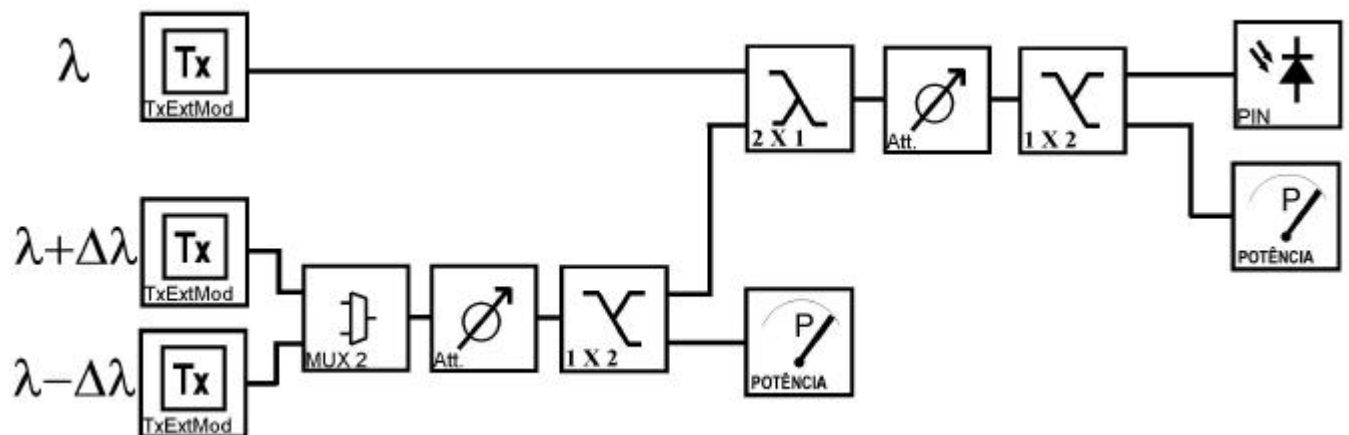 λ
Tx
TxExtMod
2 X 1
Att.
1 X 2
PIN
P
POTÊNCIA
λ+Δλ
Tx
TxExtMod
MUX 2
Att.
1 X 2
P
POTÊNCIA
λ−Δλ
Tx
TxExtMod